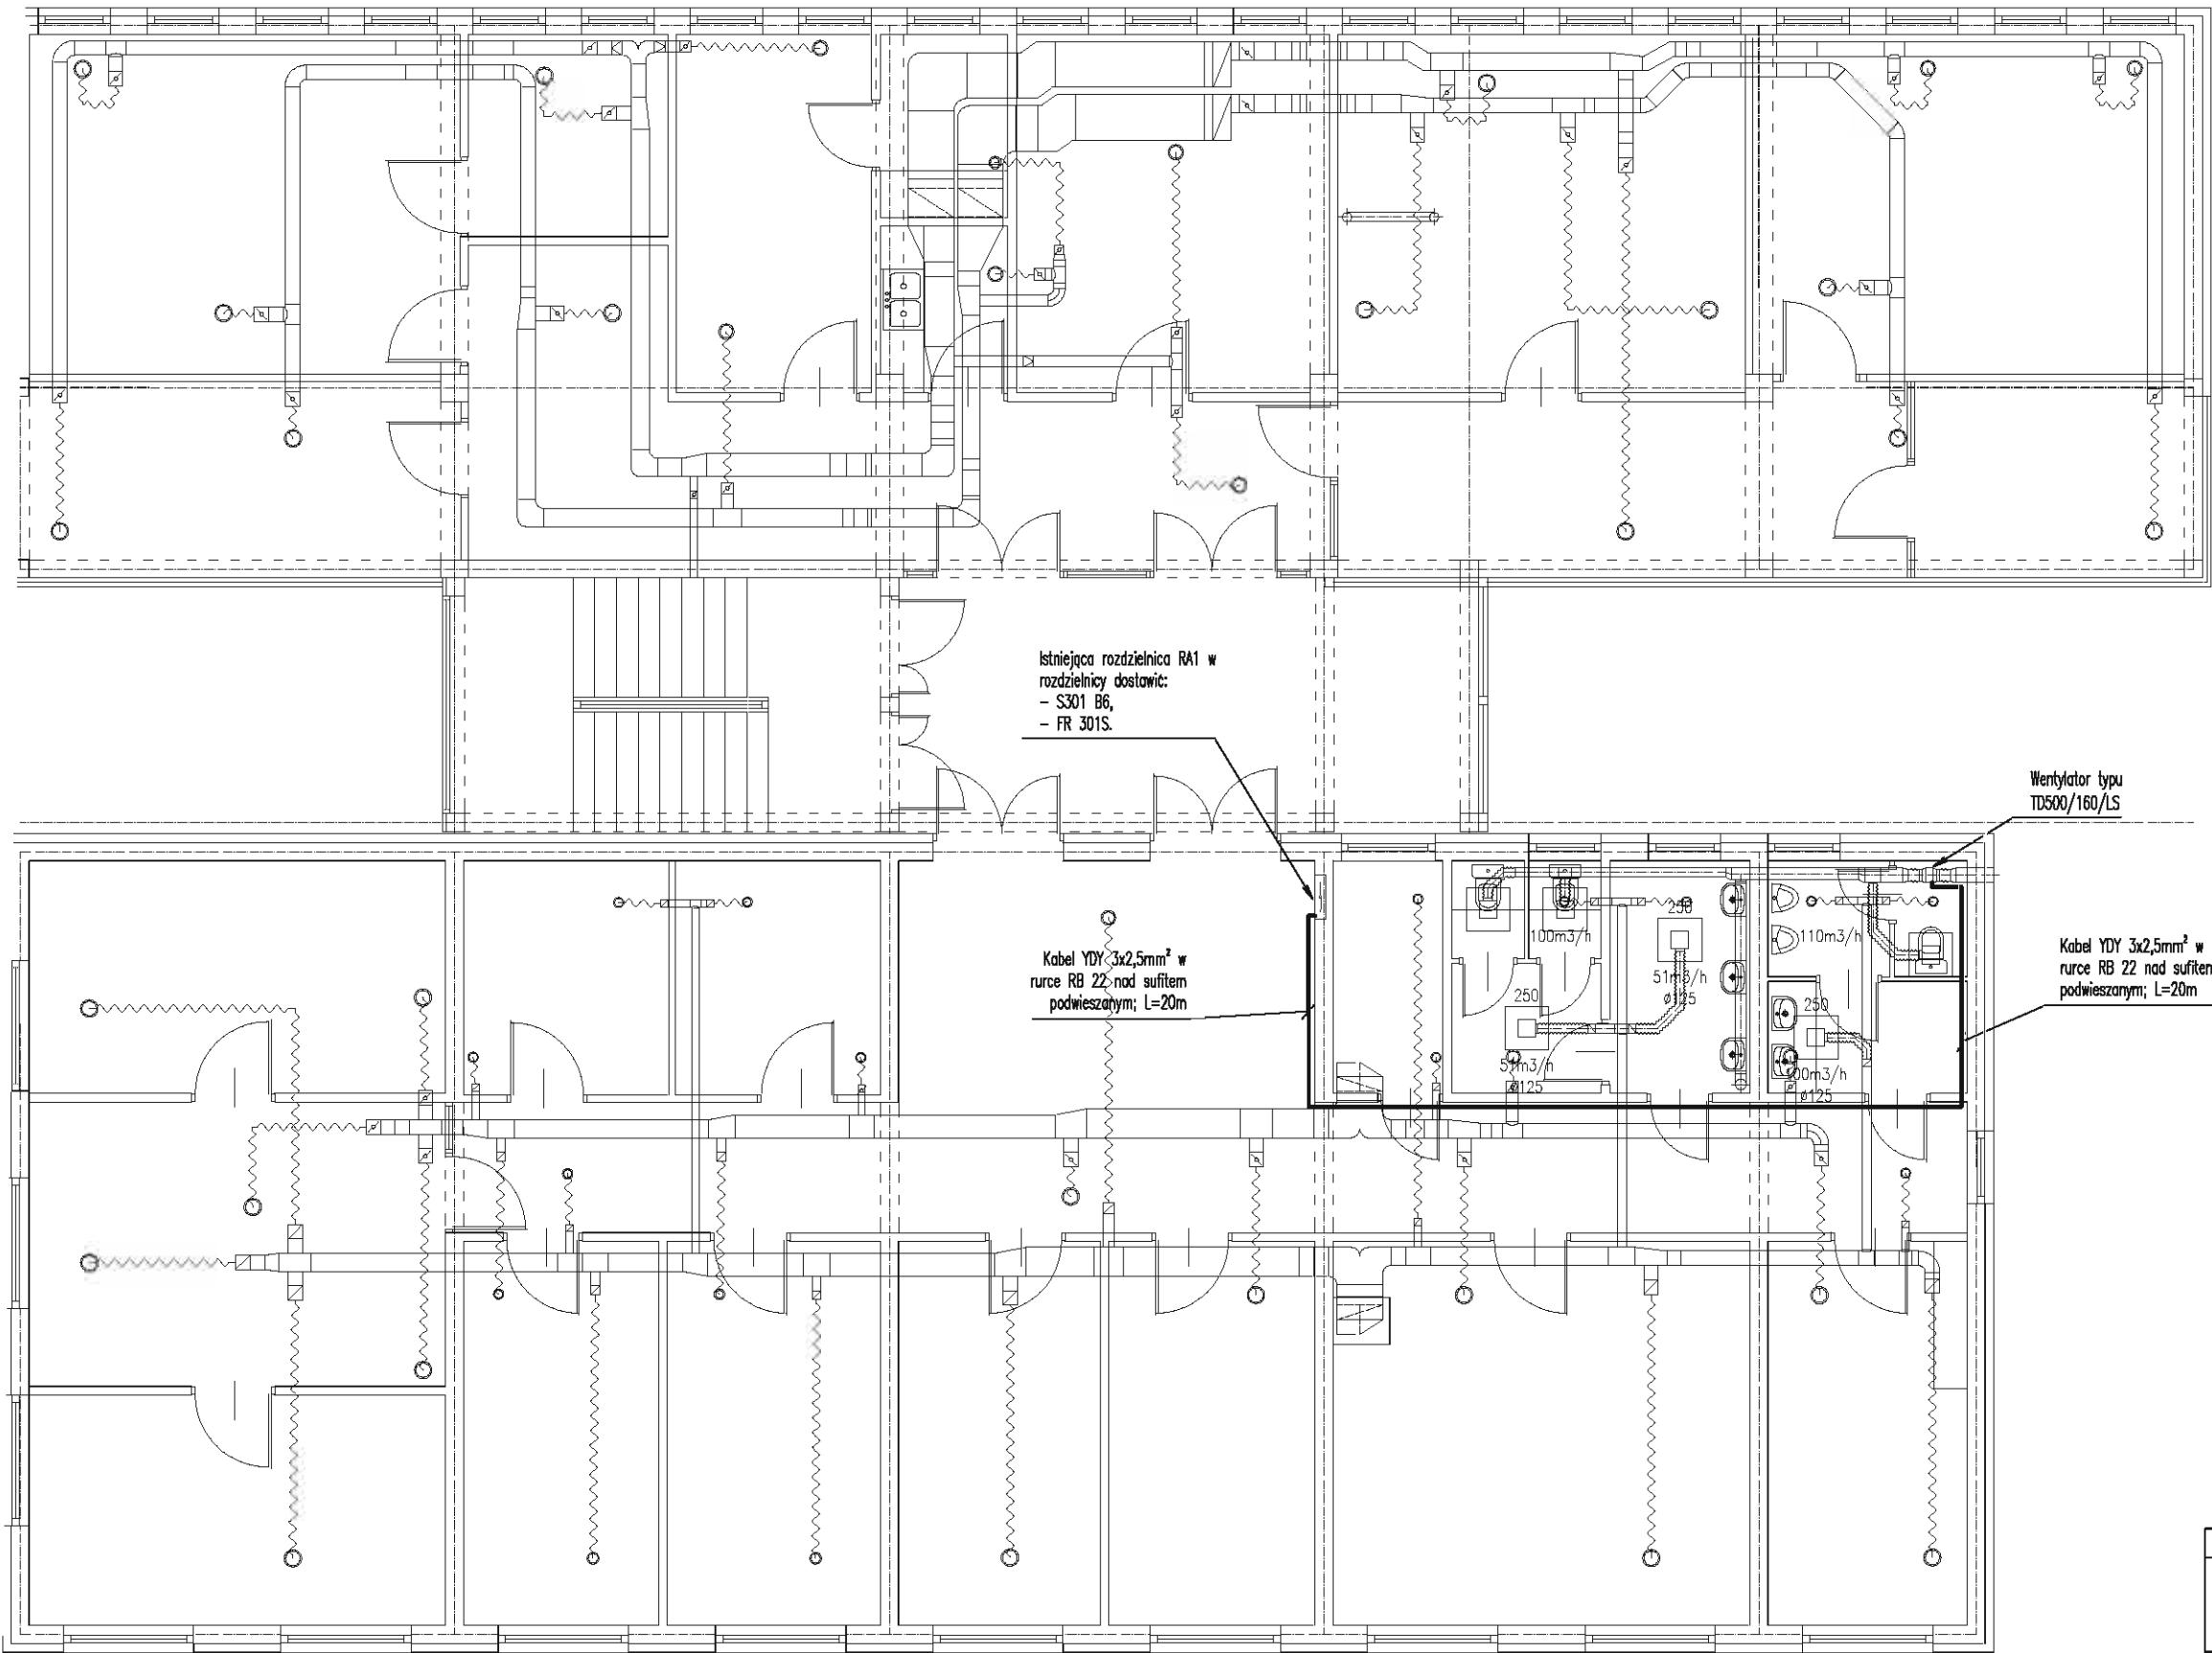 Istniejąca rozdzielnica RA1 w
rozdzielnicy dostawić:
- S301 B6,
- FR 301S.
Wentylator typu
TD500/160/LS
Kabel YDY 3x2,5mm² w
rurce RB 22 nad sufitem
podwieszanym; L=20m
Kabel YDY 3x2,5mm² w
rurce RB 22 nad sufitem
podwieszanym; L=20m
250
100m3/h
110m3/h
51m3/h
ø125
250
250
51m3/h
ø125
100m3/h
ø125